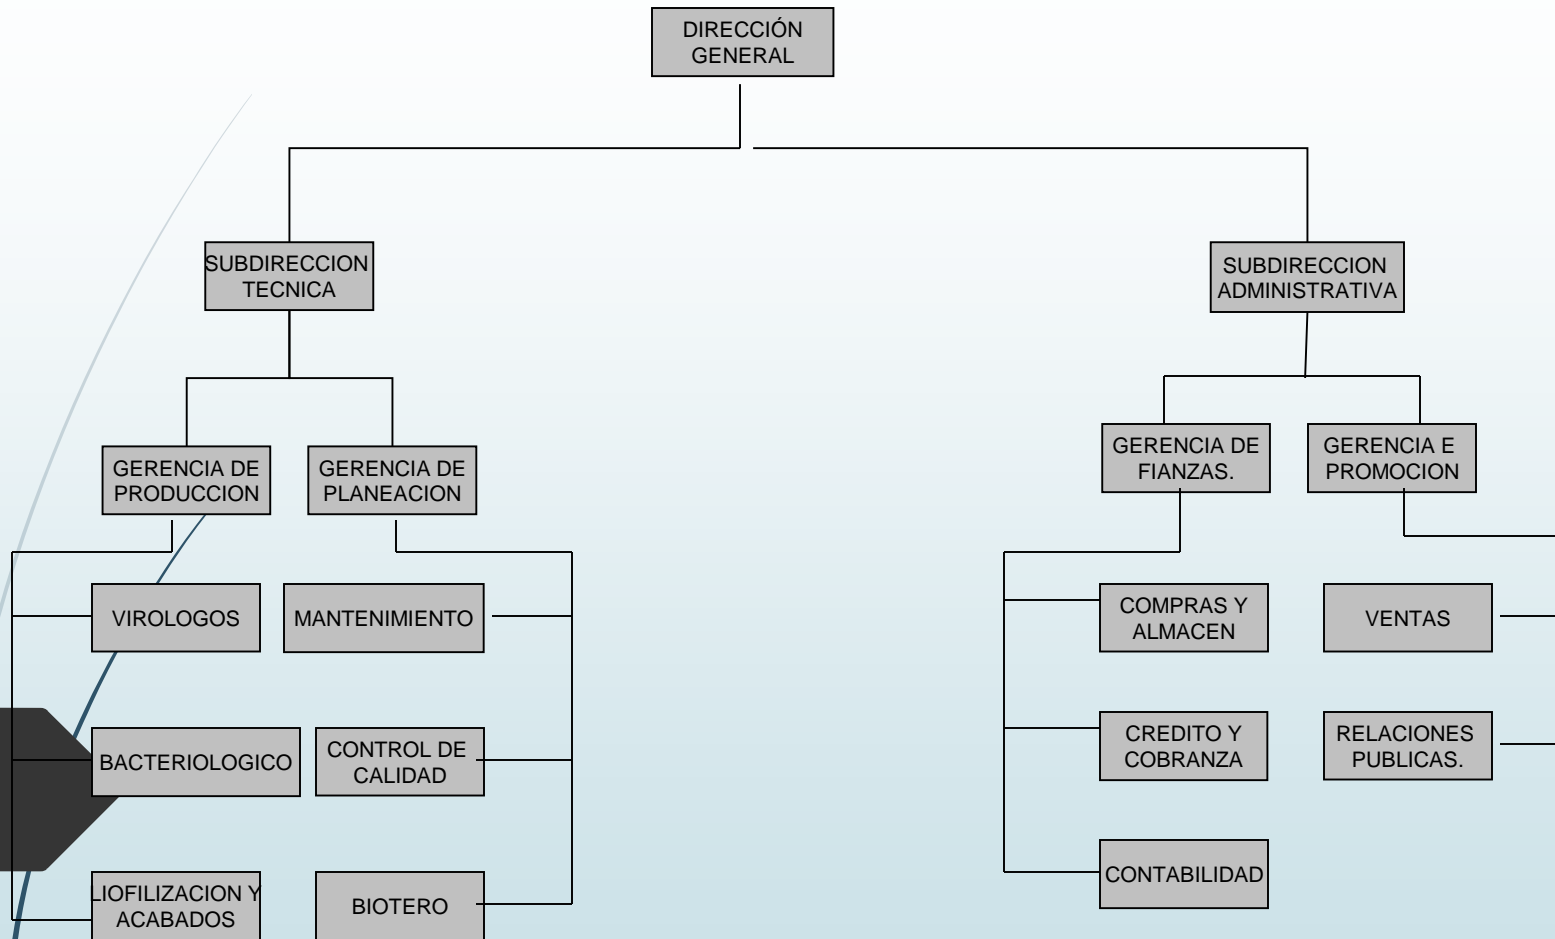 DIRECCIÓN
GENERAL
SUBDIRECCION
TECNICA
SUBDIRECCION
ADMINISTRATIVA
GERENCIA DE
PRODUCCION
GERENCIA DE
PLANEACION
GERENCIA DE
FIANZAS.
GERENCIA E
PROMOCION
VIROLOGOS
MANTENIMIENTO
COMPRAS Y
ALMACEN
VENTAS
BACTERIOLOGICO
CONTROL DE
CALIDAD
CREDITO Y
COBRANZA
RELACIONES
PUBLICAS.
LIOFILIZACION Y
ACABADOS
BIOTERO
CONTABILIDAD